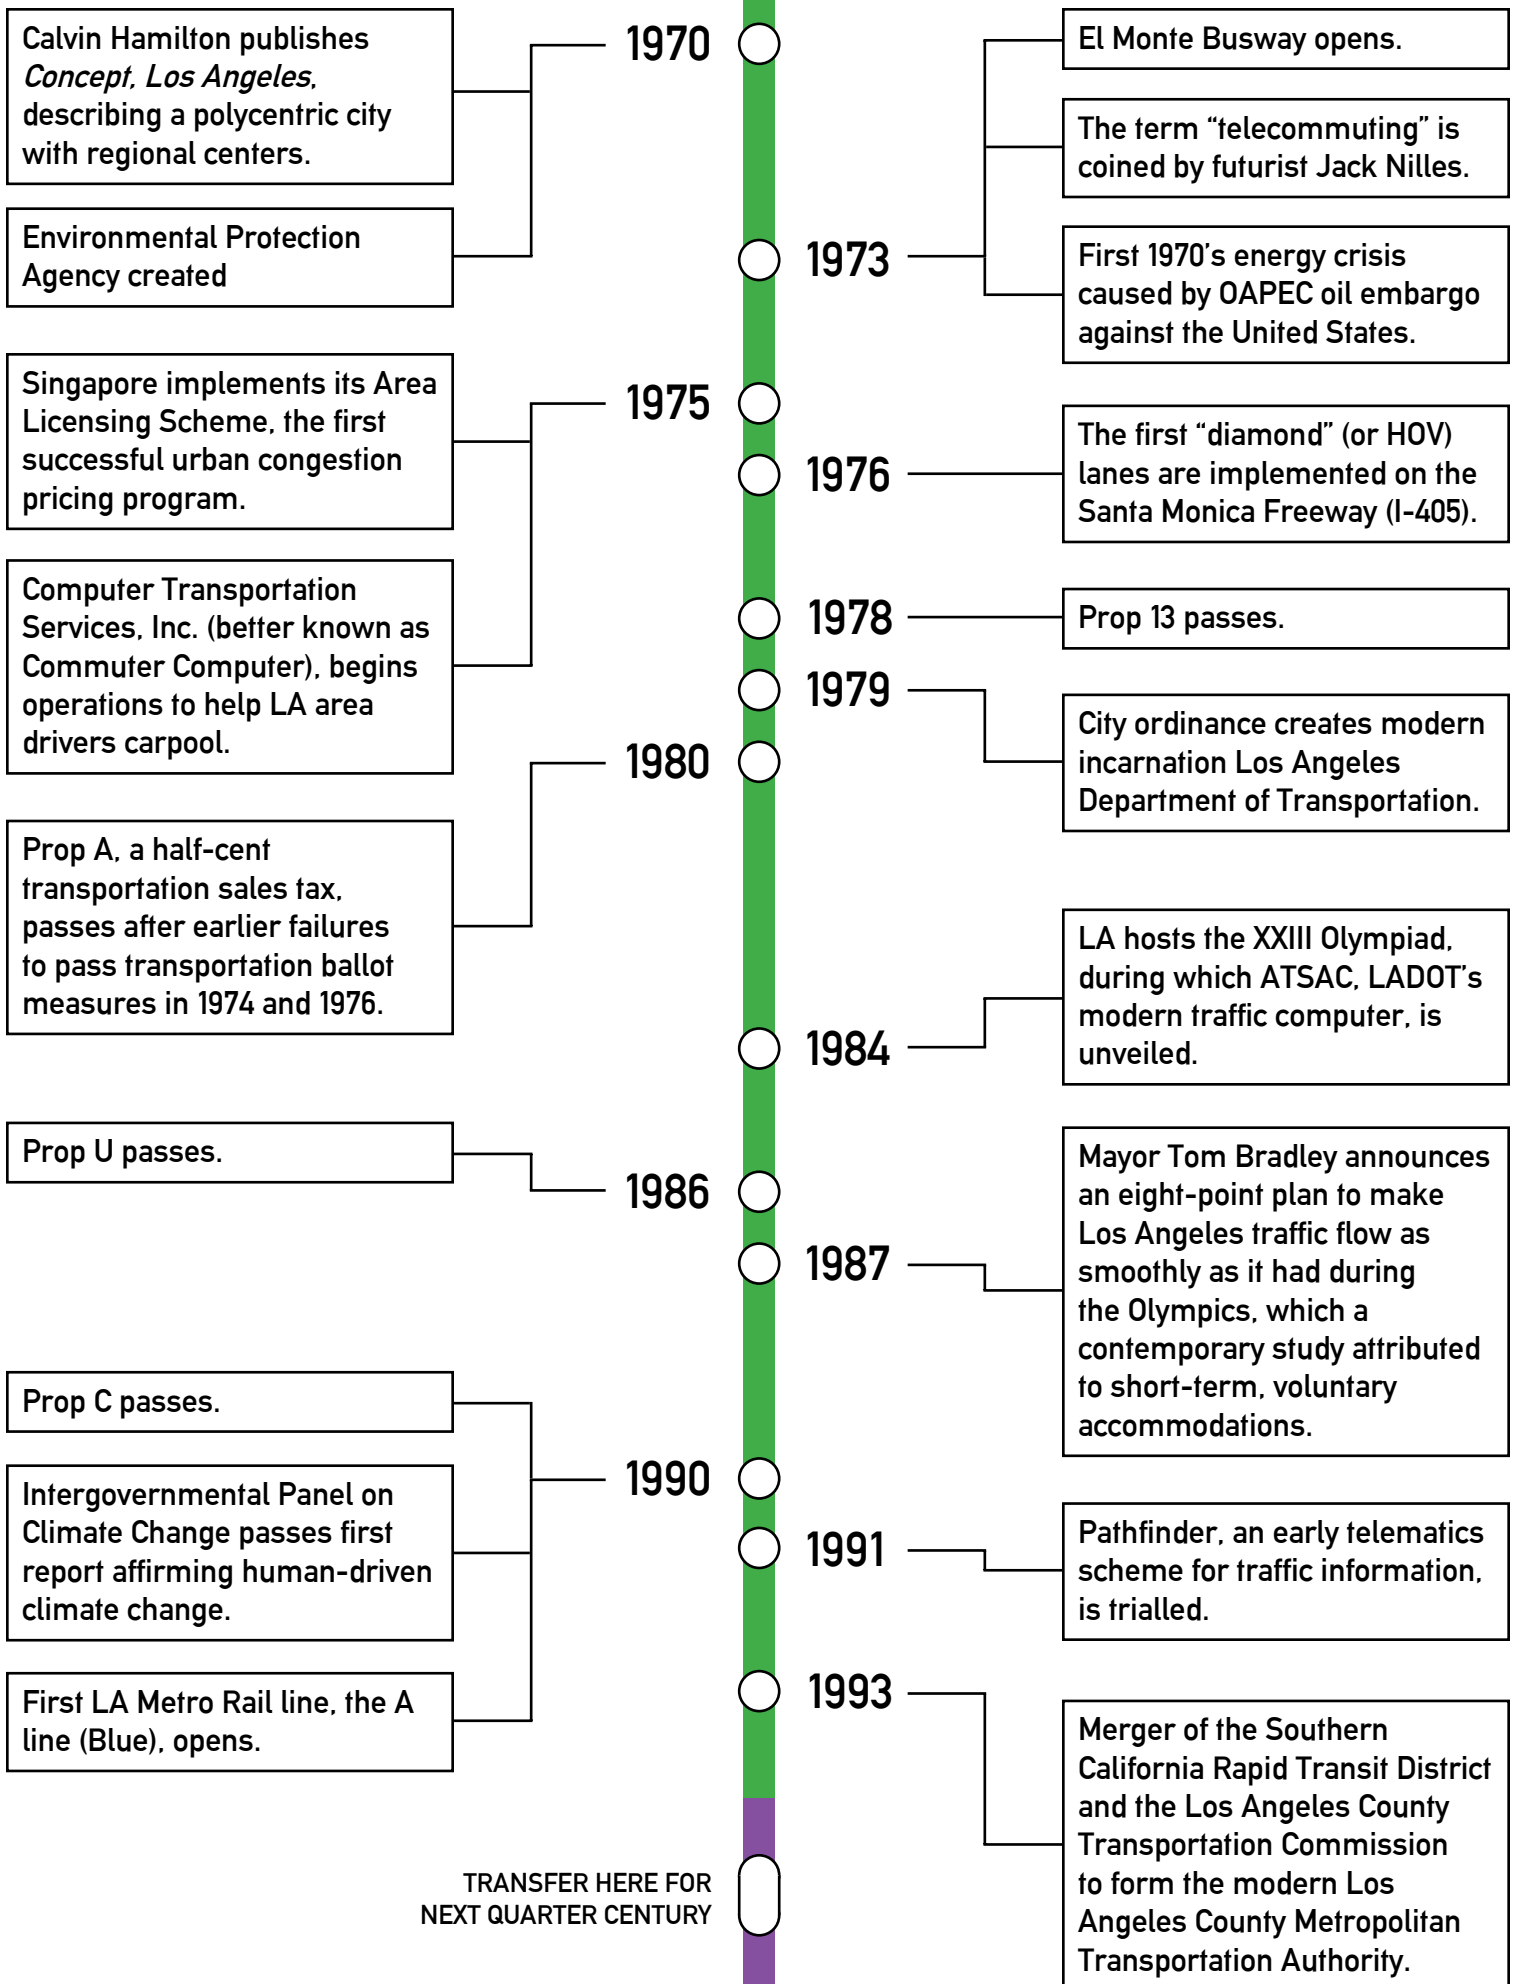 1970
Calvin Hamilton publishes
Concept, Los Angeles,
describing a polycentric city
with regional centers.
Environmental Protection
Agency created
1973
El Monte Busway opens.
The term “telecommuting” is
coined by futurist Jack Nilles.
First 1970’s energy crisis
caused by OAPEC oil embargo
against the United States.
1975
Singapore implements its Area
Licensing Scheme, the first
successful urban congestion
pricing program.
Computer Transportation
Services, Inc. (better known as
Commuter Computer), begins
operations to help LA area
drivers carpool.
1976
The first “diamond” (or HOV)
lanes are implemented on the
Santa Monica Freeway (I-405).
1978
Prop 13 passes.
1979
City ordinance creates modern
incarnation Los Angeles
Department of Transportation.
1980
Prop A, a half-cent
transportation sales tax,
passes after earlier failures
to pass transportation ballot
measures in 1974 and 1976.
1984
LA hosts the XXIII Olympiad,
during which ATSAC, LADOT’s
modern traffic computer, is
unveiled.
1986
Prop U passes.
1987
Mayor Tom Bradley announces
an eight-point plan to make
Los Angeles traffic flow as
smoothly as it had during
the Olympics, which a
contemporary study attributed
to short-term, voluntary
accommodations.
1990
Prop C passes.
Intergovernmental Panel on
Climate Change passes first
report affirming human-driven
climate change.
First LA Metro Rail line, the A
line (Blue), opens.
1991
Pathfinder, an early telematics
scheme for traffic information,
is trialled.
1993
Merger of the Southern
California Rapid Transit District
and the Los Angeles County
Transportation Commission
to form the modern Los
Angeles County Metropolitan
Transportation Authority.
TRANSFER HERE FOR
NEXT QUARTER CENTURY